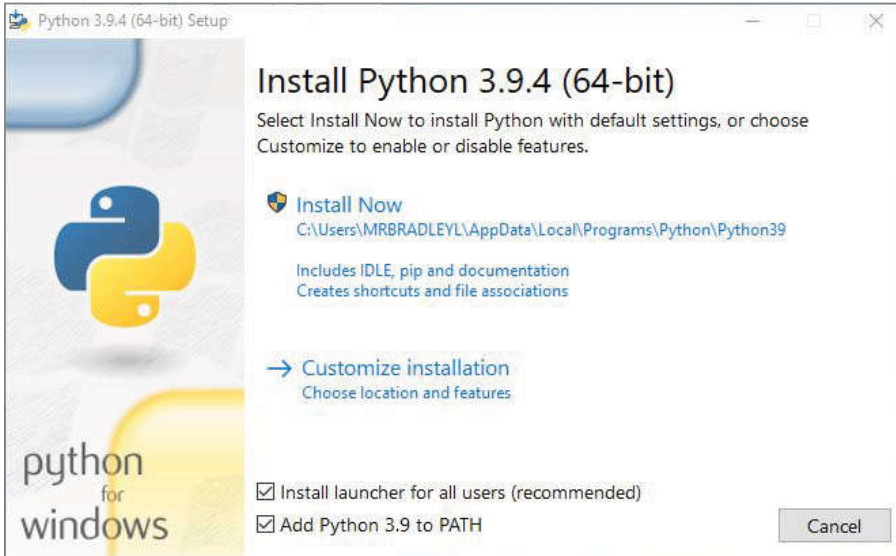 Python 3.9.4 (64-bit) Setup
Install Python 3.9.4 (64-bit)
Select Install Now to install Python with default settings, or choose
Customize to enable or disable features.
Install Now
C:\Users\MRBRADLEYL\AppData\Local\Programs\Python\Python39
Includes IDLE, pip and documentation
Creates shortcuts and file associations
Customize installation
Choose location and features
python
for
windows
Install launcher for all users (recommended)
Add Python 3.9 to PATH
Cancel